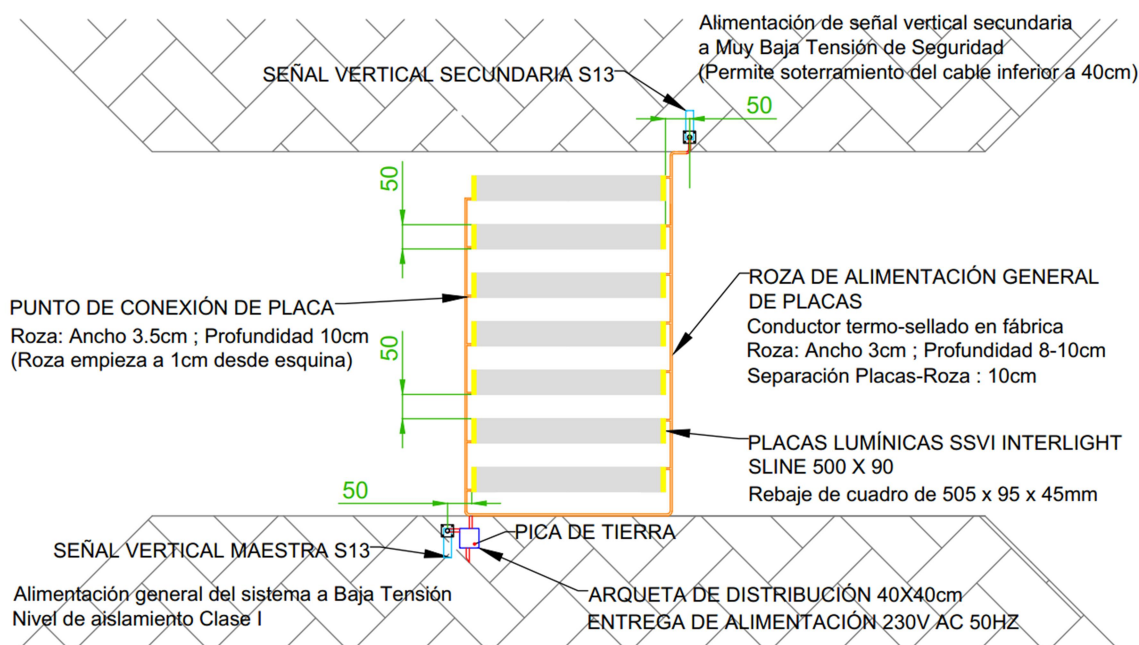 Alimentación de señal vertical secundaria
a Muy Baja Tensión de Seguridad
(Permite soterramiento del cable inferior a 40cm)
SEÑAL VERTICAL SECUNDARIA S13
50
50
PUNTO DE CONEXIÓN DE PLACA
Roza: Ancho 3.5cm ; Profundidad 10cm
(Roza empieza a 1cm desde esquina)
ROZA DE ALIMENTACIÓN GENERAL
DE PLACAS
Conductor termo-sellado en fábrica
Roza: Ancho 3cm ; Profundidad 8-10cm
Separación Placas-Roza : 10cm
50
PLACAS LUMÍNICAS SSVI INTERLIGHT
SLINE 500 X 90
Rebaje de cuadro de 505 x 95 x 45mm
50
PICA DE TIERRA
SEÑAL VERTICAL MAESTRA S13
Alimentación general del sistema a Baja Tensión
Nivel de aislamiento Clase I
ARQUETA DE DISTRIBUCIÓN 40X40cm
ENTREGA DE ALIMENTACIÓN 230V AC 50HZ